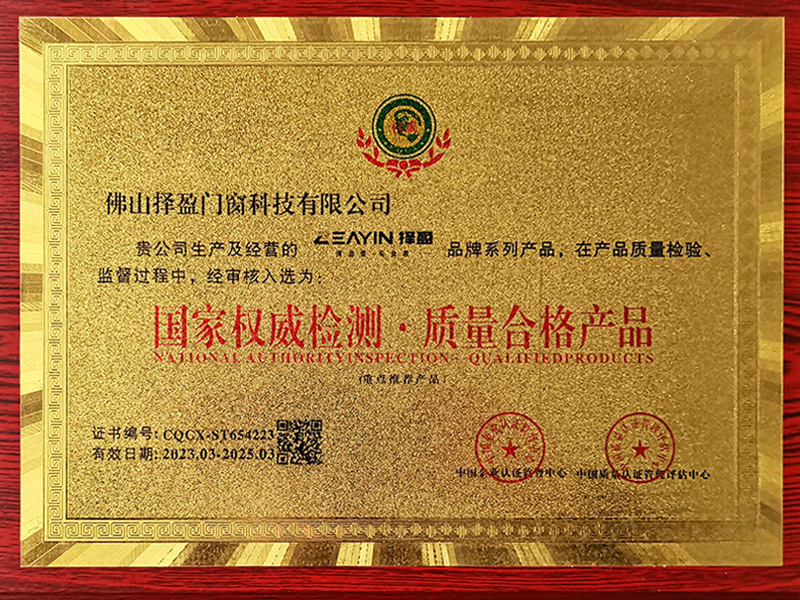 佛山择盈门窗科技有限公司
贵公司生产及经营的 ZEAYIN 择盈 品牌系列产品，在产品质量检验、
监督过程中，经审核入选为：
国家权威检测·质量合格产品
NATIONAL AUTHORITY INSPECTION· QUALIFIEDPRODUCTS
(重点推荐产品)
证书编号: CQCX-ST654223
有效日期: 2023.03-2025.03
中国企业认证监督中心 中国质量认证管理评估中心